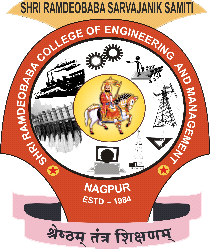 SHRI RAMDEOBABA SARVAJANIK SAMITI
SHRI RAMDEOBABA COLLEGE OF ENGINEERING AND MANAGEMENT
NAGPUR
ESTD - 1984
श्रेष्ठम् तंत्र शिक्षणम्